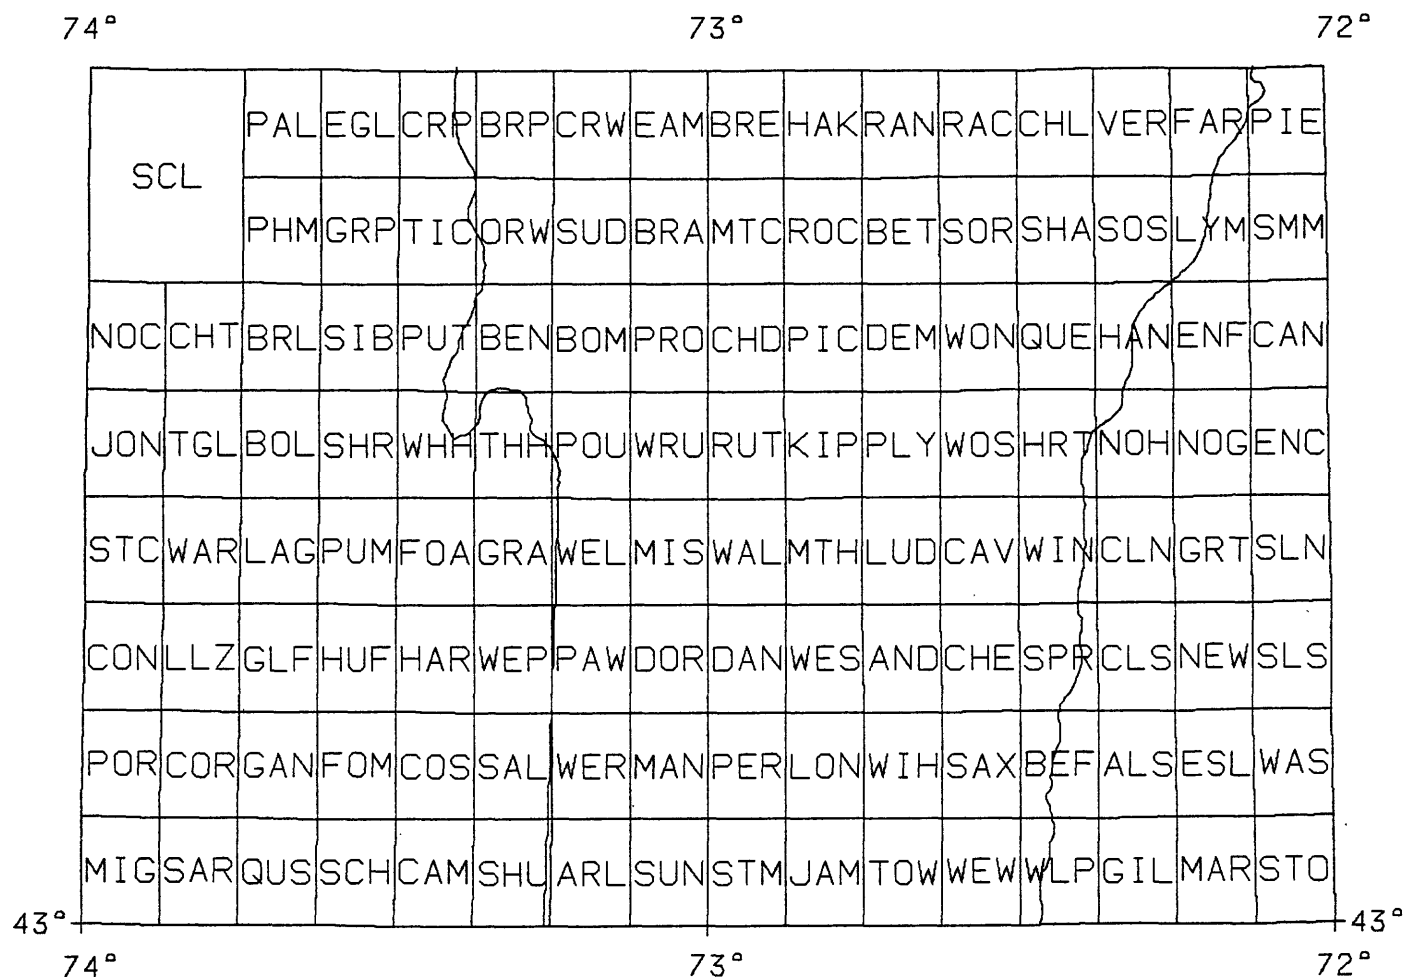 74° 73° 72°
PAL EGL CRP BRP CRW EAM BRE HAK RAN RAC CHL VER FAR PIE
SCL
PHM GRP TIC ORW SUD BRA MTC ROC BET SOR SHA SOS LYM SMM
NOC CHT BRL SIB PUT BEN BOM PRO CHD PIC DEM WON QUE HAN ENF CAN
JON TGL BOL SHR WHH THH POU WRU RUT KIP PLY WOS HRT NOH NOG ENC
STC WAR LAG PUM FOA GRA WEL MIS WAL MTH LUD CAV WIN CLN GRT SLN
CON LLZ GLF HUF HAR WEP PAW DOR DAN WES AND CHE SPR CLS NEW SLS
POR COR GAN FOM COS SAL WER MAN PER LON WIH SAX BEF ALS ESL WAS
MIG SAR QUS SCH CAM SHU ARL SUN STM JAM TOW WEW WLP GIL MAR STO
43° 43°
74° 73° 72°